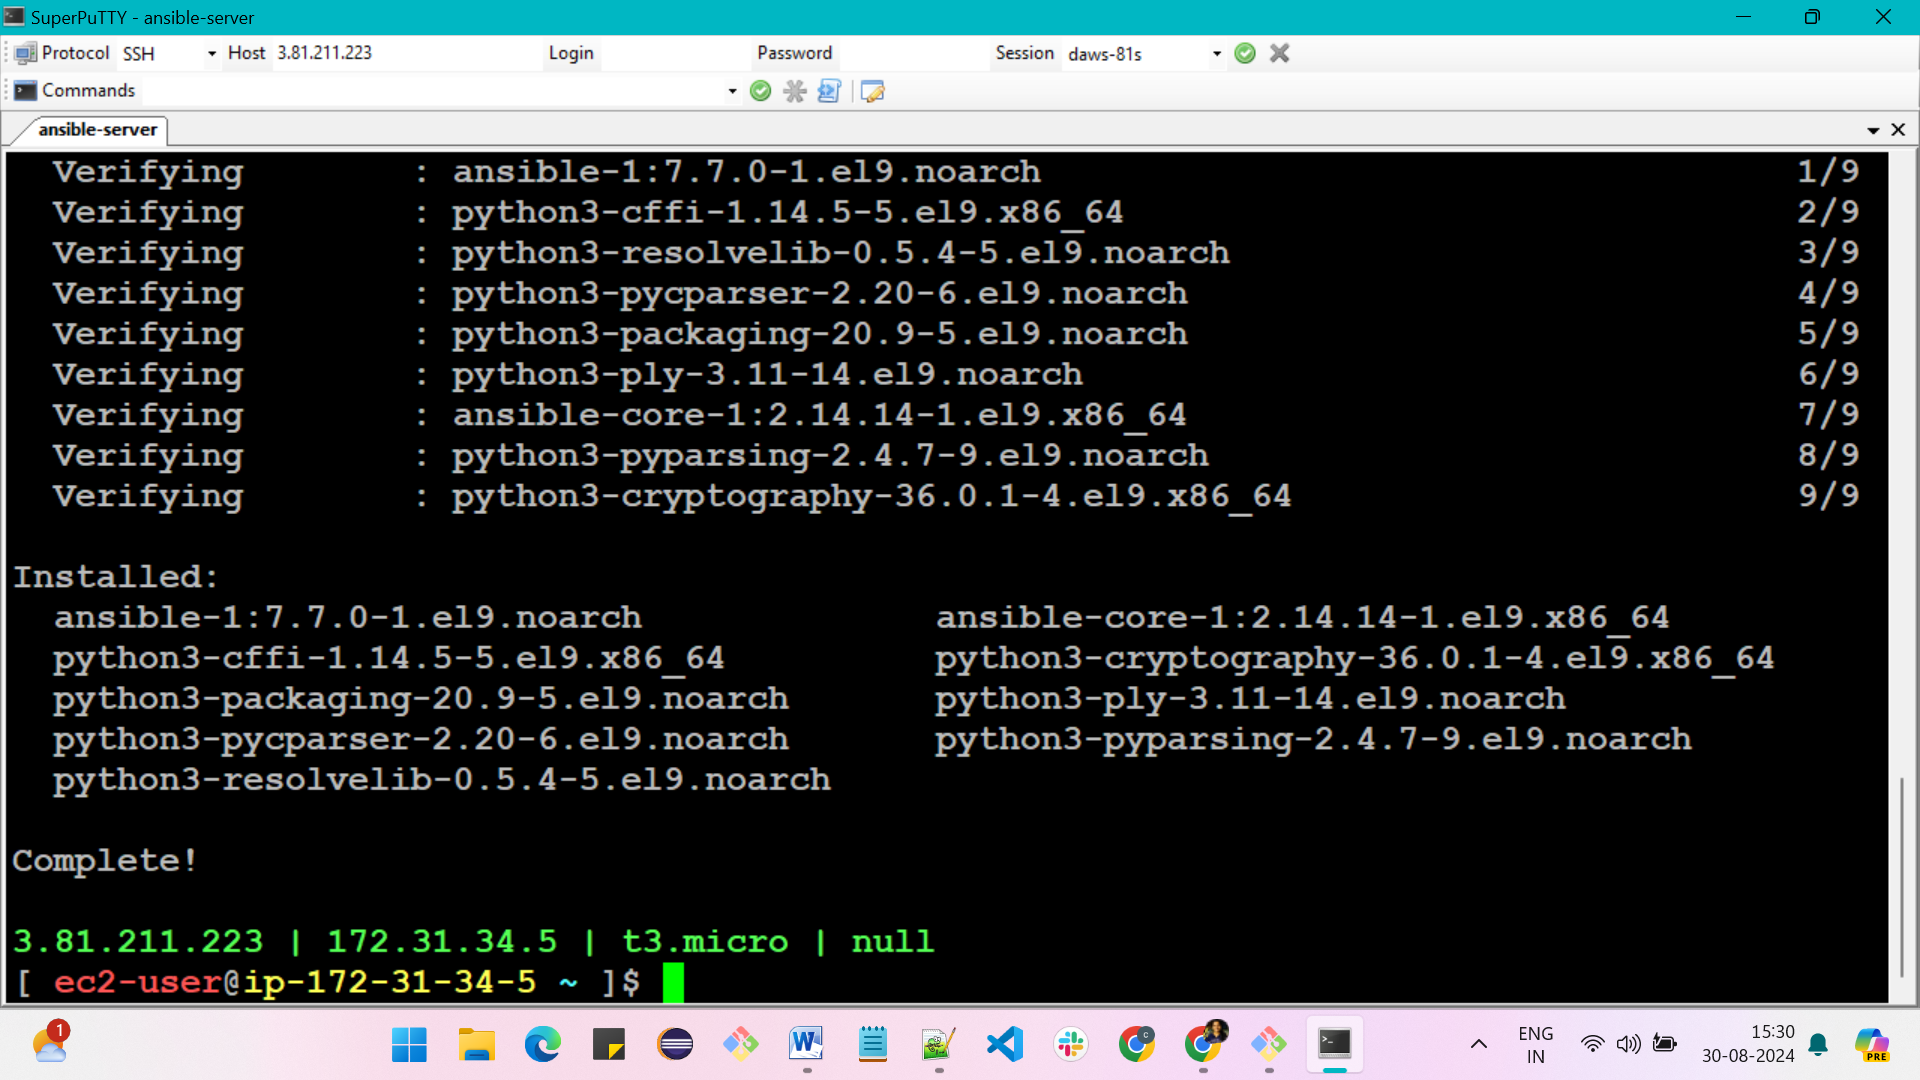 SuperPuTTY - ansible-server
Protocol SSH Host 3.81.211.223 Login Password Session daws-81s
Commands
ansible-server
Verifying : ansible-1:7.7.0-1.el9.noarch 1/9
Verifying : python3-cffi-1.14.5-5.el9.x86_64 2/9
Verifying : python3-resolvelib-0.5.4-5.el9.noarch 3/9
Verifying : python3-pycparser-2.20-6.el9.noarch 4/9
Verifying : python3-packaging-20.9-5.el9.noarch 5/9
Verifying : python3-ply-3.11-14.el9.noarch 6/9
Verifying : ansible-core-1:2.14.14-1.el9.x86_64 7/9
Verifying : python3-pyparsing-2.4.7-9.el9.noarch 8/9
Verifying : python3-cryptography-36.0.1-4.el9.x86_64 9/9
Installed:
ansible-1:7.7.0-1.el9.noarch ansible-core-1:2.14.14-1.el9.x86_64
python3-cffi-1.14.5-5.el9.x86_64 python3-cryptography-36.0.1-4.el9.x86_64
python3-packaging-20.9-5.el9.noarch python3-ply-3.11-14.el9.noarch
python3-pycparser-2.20-6.el9.noarch python3-pyparsing-2.4.7-9.el9.noarch
python3-resolvelib-0.5.4-5.el9.noarch
Complete!
3.81.211.223 | 172.31.34.5 | t3.micro | null
[ ec2-user@ip-172-31-34-5 ~ ]$
1
ENG
IN
15:30
30-08-2024
PRE